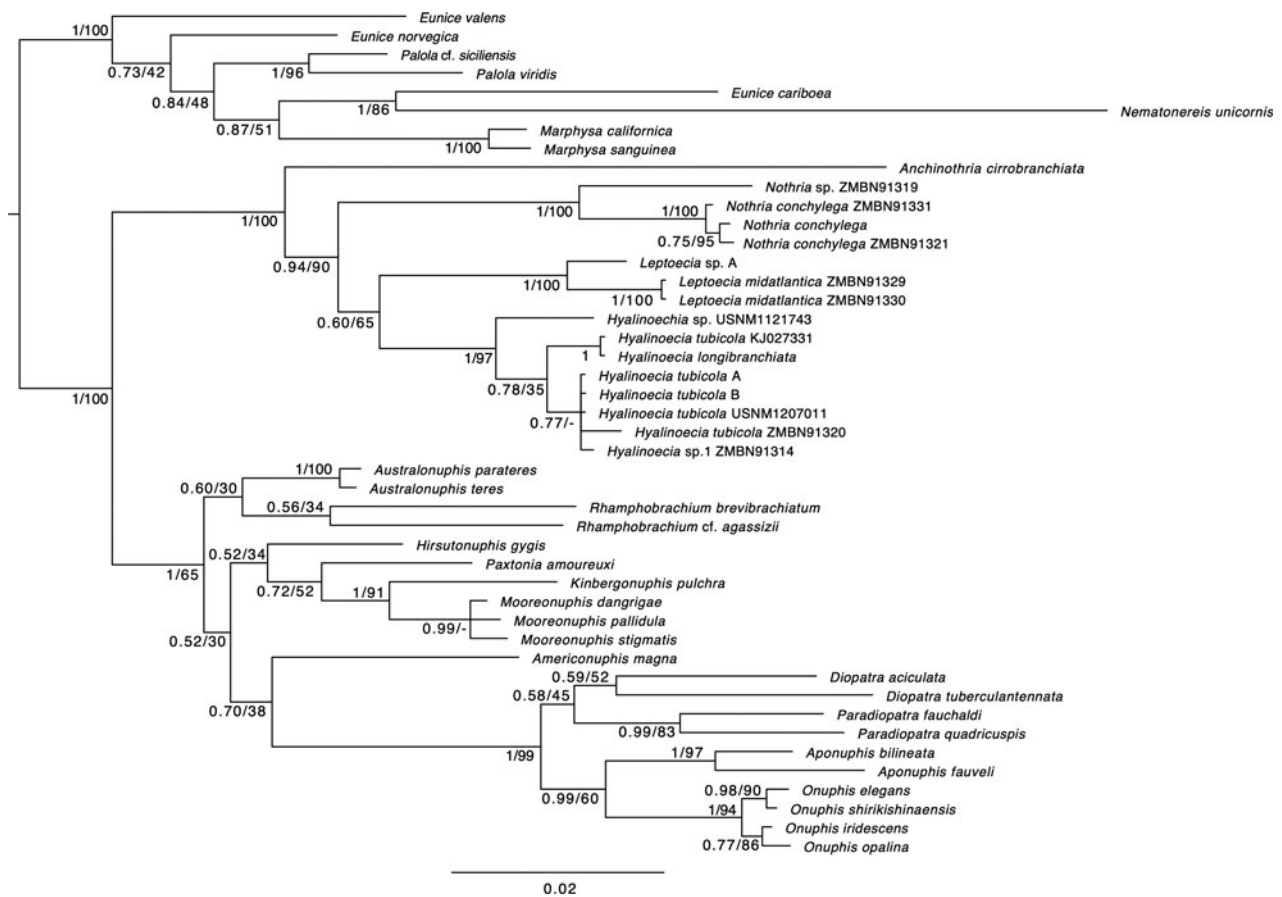 Eunice valens
1/100
Eunice norvegica
Palola cf. siciliensis
0.73/42
1/96
Palola viridis
Eunice cariboea
0.84/48
1/86
Nematonereis unicornis
0.87/51
Marphysa californica
1/100
Marphysa sanguinea
Anchinothria cirrobranchiata
Nothria sp. ZMBN91319
1/100
1/100
1/100
Nothria conchylega ZMBN91331
Nothria conchylega
0.75/95
Nothria conchylega ZMBN91321
0.94/90
Leptoecia sp. A
1/100
Leptoecia midatlantica ZMBN91329
1/100
Leptoecia midatlantica ZMBN91330
0.60/65
Hyalinoechia sp. USNM1121743
Hyalinoecia tubicola KJ027331
1/97
1
Hyalinoecia longibranchiata
Hyalinoecia tubicola A
0.78/35
Hyalinoecia tubicola B
1/100
Hyalinoecia tubicola USNM1207011
0.77/-
Hyalinoecia tubicola ZMBN91320
Hyalinoecia sp.1 ZMBN91314
1/100
Australonuphis parateres
0.60/30
Australonuphis teres
0.56/34
Rhamphobrachium brevibrachiatum
Rhamphobrachium cf. agassizii
0.52/34
Hirsutonuphis gygis
1/65
Paxtonia amoureuxi
0.72/52
1/91
Kinbergonuphis pulchra
Mooreonuphis dangrigae
Mooreonuphis pallidula
0.99/-
Mooreonuphis stigmatis
0.52/30
Americonuphis magna
0.59/52
Diopatra aciculata
0.58/45
Diopatra tuberculantennata
0.70/38
Paradiopatra fauchaldi
0.99/83
Paradiopatra quadricuspis
1/99
1/97
Aponuphis bilineata
Aponuphis fauveli
0.99/60
0.98/90
Onuphis elegans
1/94
Onuphis shirikishinaensis
Onuphis iridescens
0.77/86
Onuphis opalina
0.02